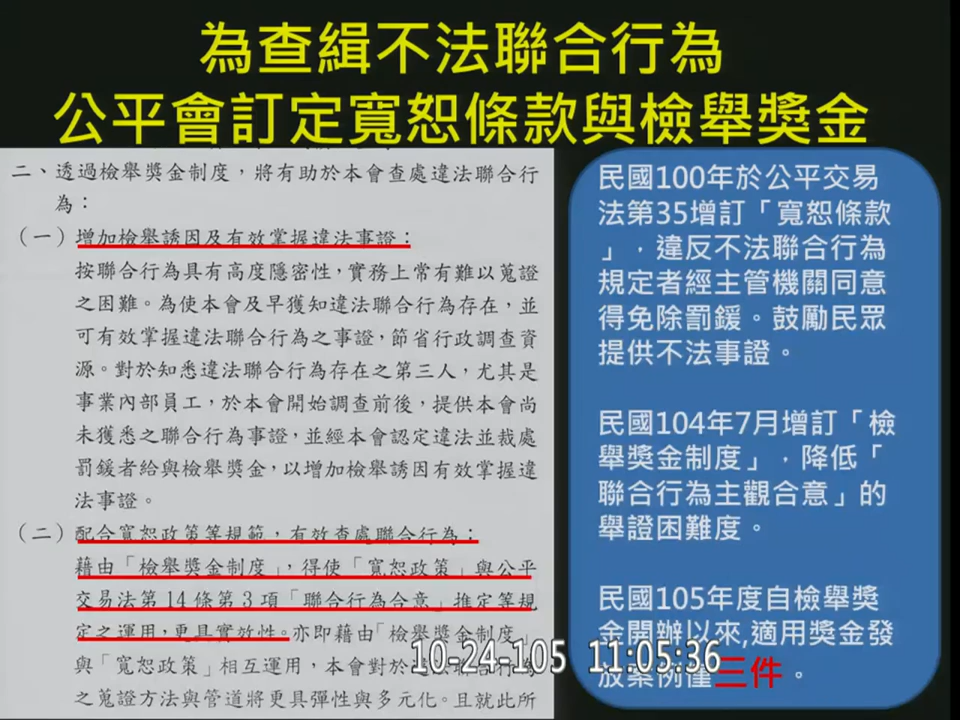 為查緝不法聯合行為
公平會訂定寬恕條款與檢舉獎金
二、透過檢舉獎金制度，將有助於本會查處違法聯合行
為：
（一）增加檢舉誘因及有效掌握違法事證：
按聯合行為具有高度隱密性，實務上常有難以蒐證
之困難。為使本會及早獲知違法聯合行為存在，並
可有效掌握違法聯合行為之事證，節省行政調查資
源。對於知悉違法聯合行為存在之第三人，尤其是
事業內部員工，於本會開始調查前後，提供本會尚
未獲悉之聯合行為事證，並經本會認定違法並裁處
罰鍰者給與檢舉獎金，以增加檢舉誘因有效掌握違
法事證。
（二）配合寬恕政策等規範，有效查處聯合行為：
藉由「檢舉獎金制度」，得使「寬恕政策」與公平
交易法第14條第3項「聯合行為合意」推定等規
定之運用，更具實效性。亦即藉由「檢舉獎金制度」
與「寬恕政策」相互運用，本會對於違法聯合行為
之蒐證方法與管道將更具彈性與多元化。且就此所
民國100年於公平交易
法第35增訂「寬恕條款
」，違反不法聯合行為
規定者經主管機關同意
得免除罰鍰。鼓勵民眾
提供不法事證。
民國104年7月增訂「檢
舉獎金制度」，降低「
聯合行為主觀合意」的
舉證困難度。
民國105年度自檢舉獎
金開辦以來,適用獎金發
放案例僅三件。
10-24-105 11:05:36